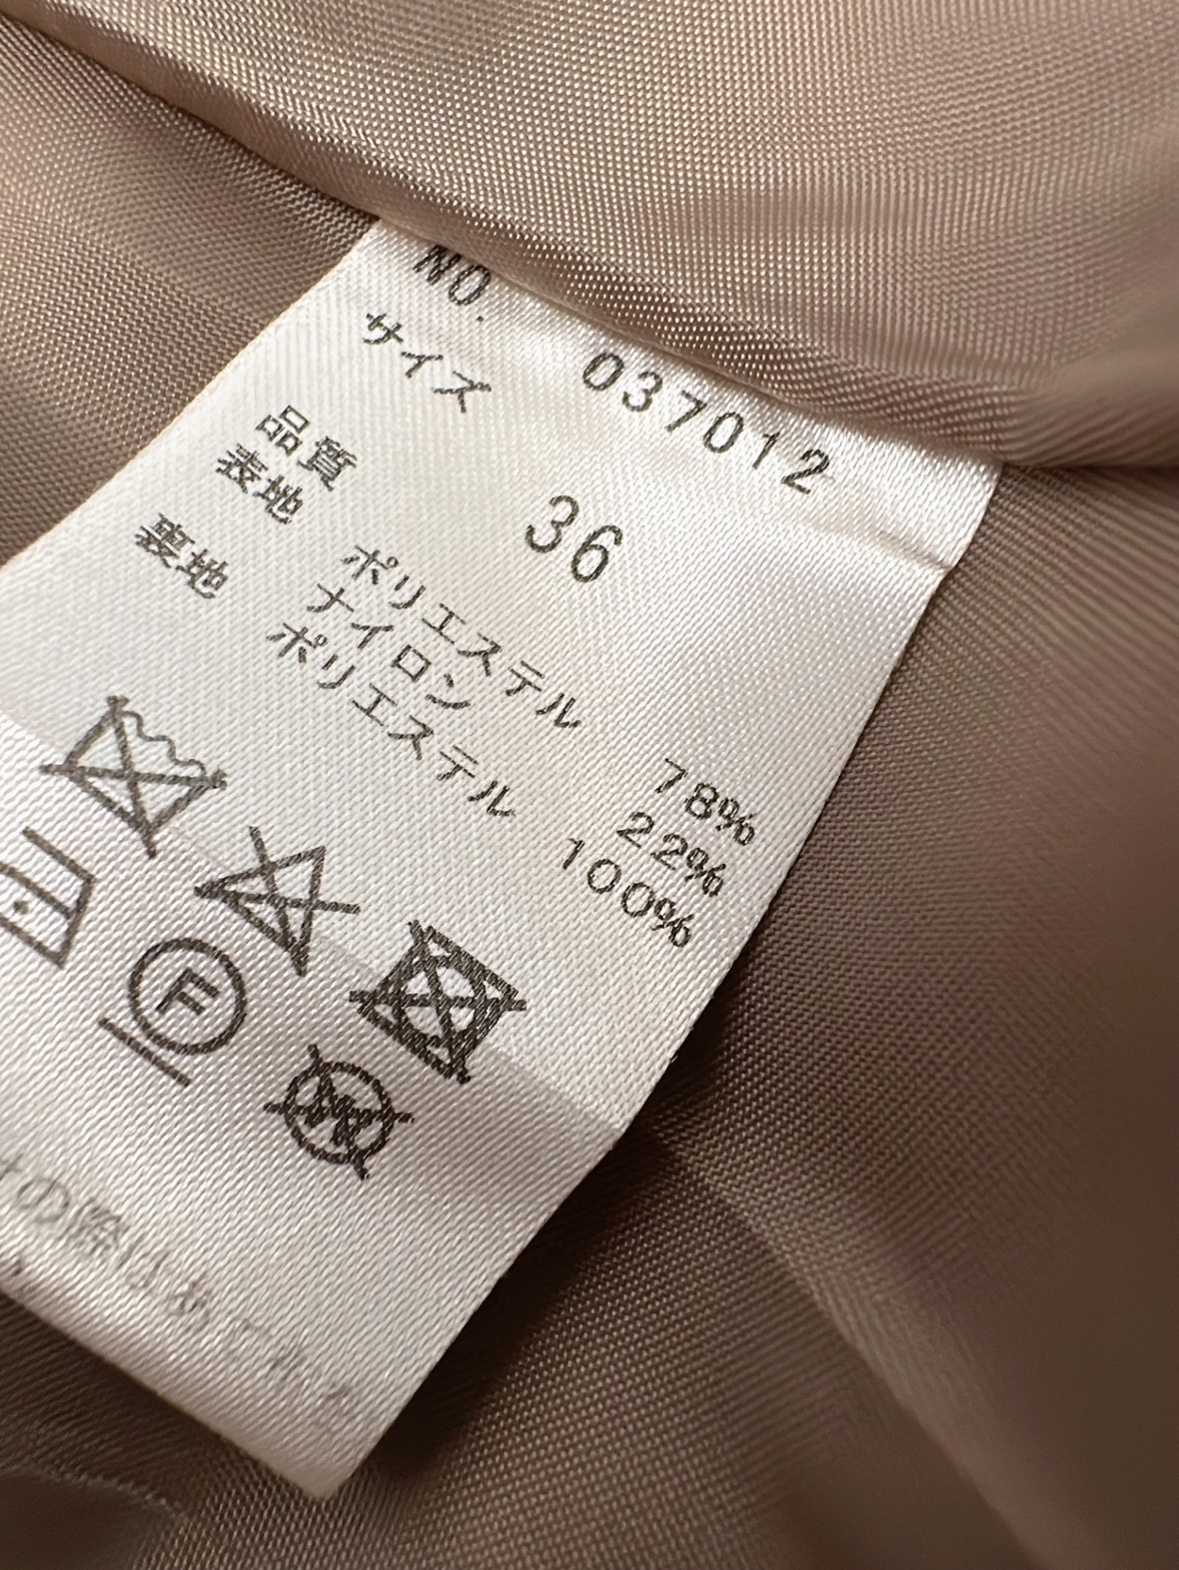 NO. 037012
サイズ 36
品質
表地 ポリエステル 78%
ナイロン 22%
裏地 ポリエステル 100%
F
W